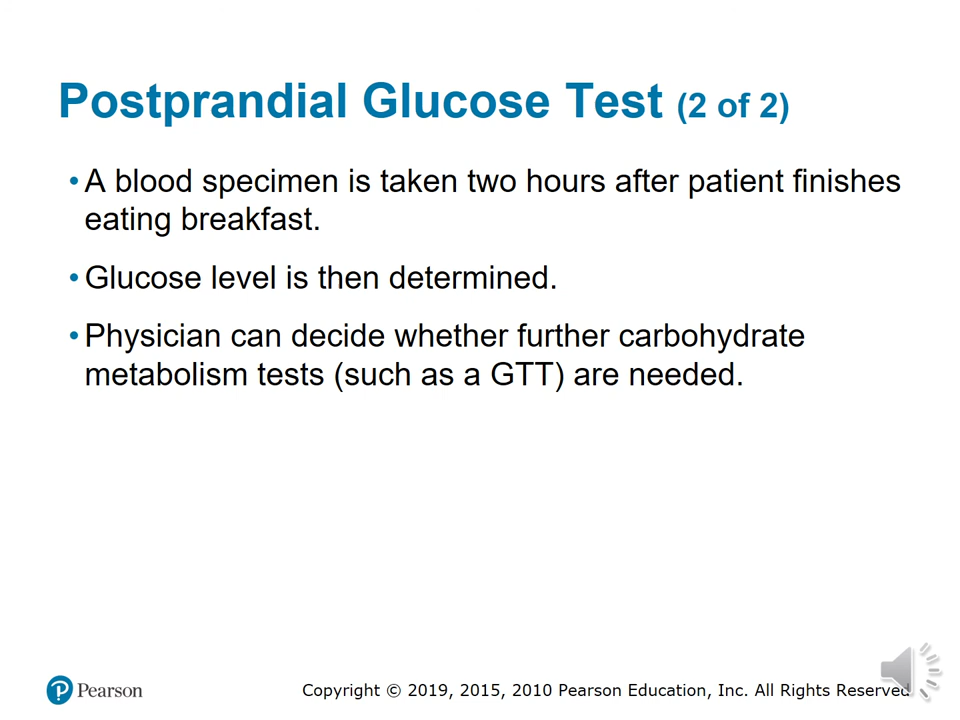 Postprandial Glucose Test (2 of 2)
• A blood specimen is taken two hours after patient finishes
eating breakfast.
• Glucose level is then determined.
• Physician can decide whether further carbohydrate
metabolism tests (such as a GTT) are needed.
P Pearson
Copyright © 2019, 2015, 2010 Pearson Education, Inc. All Rights Reserved